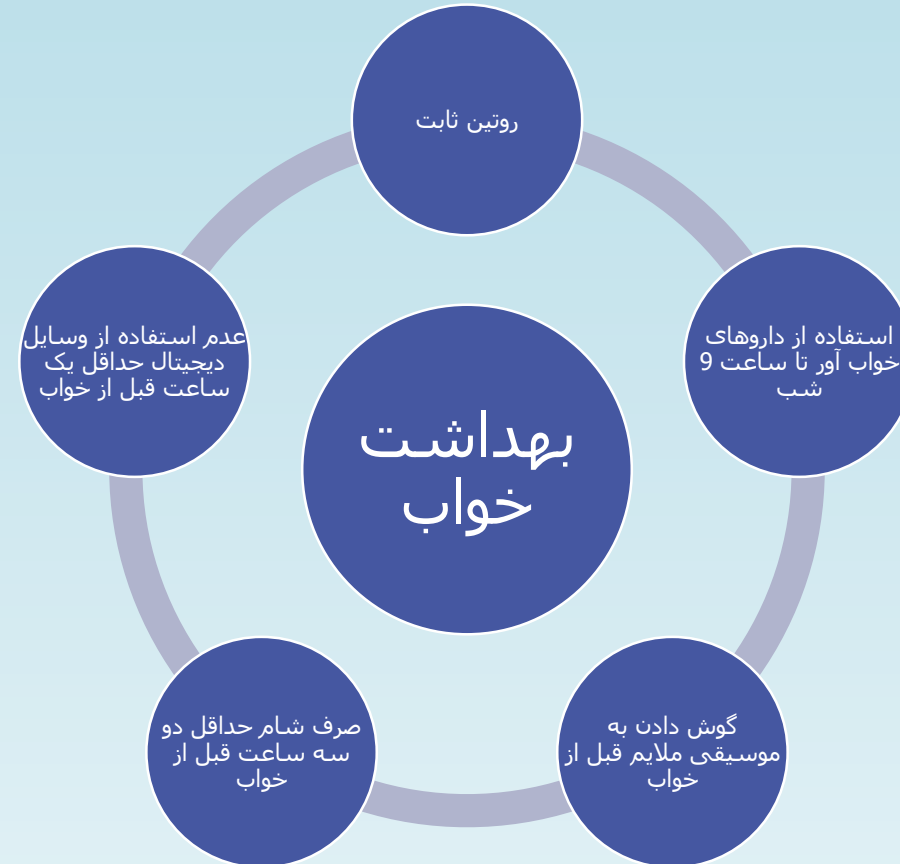 روتین ثابت
استفاده از داروهای
خواب آور تا ساعت 9
شب
گوش دادن به
موسیقی ملایم قبل از
خواب
صرف شام حداقل دو
سه ساعت قبل از
خواب
عدم استفاده از وسایل
دیجیتال حداقل یک
ساعت قبل از خواب
بهداشت
خواب